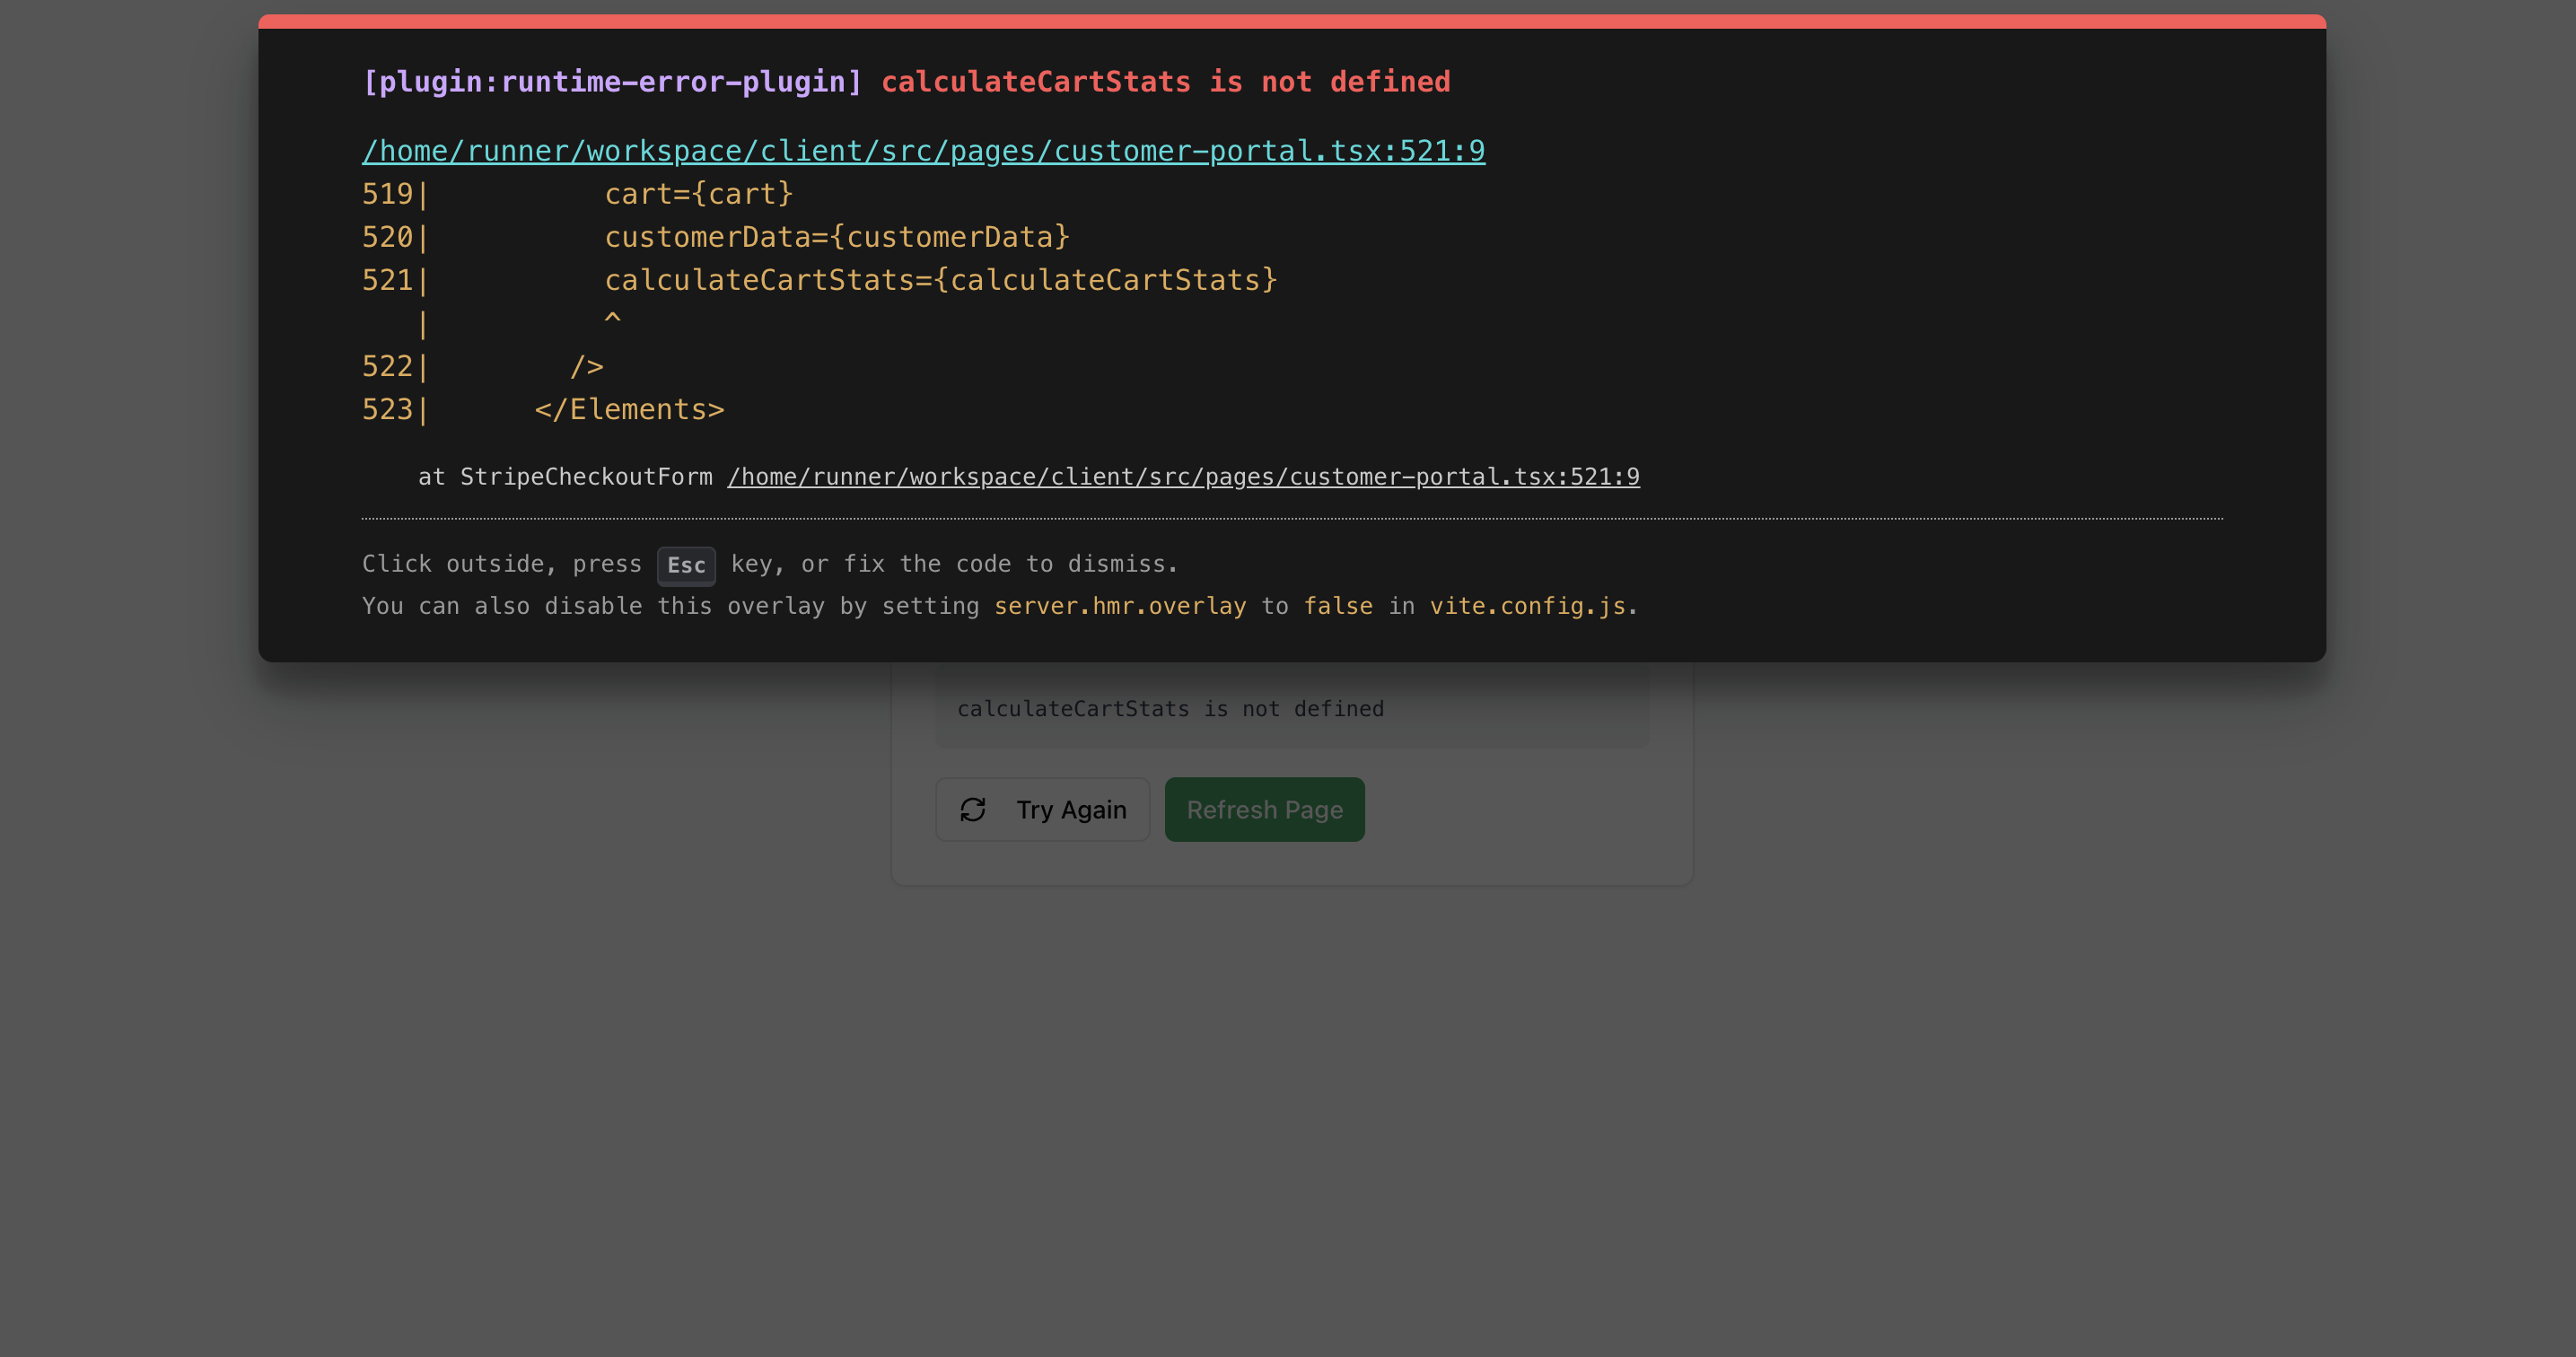 [plugin:runtime-error-plugin] calculateCartStats is not defined
/home/runner/workspace/client/src/pages/customer-portal.tsx:521:9
519|          cart={cart}
520|          customerData={customerData}
521|          calculateCartStats={calculateCartStats}
   |          ^
522|        />
523|      </Elements>
at StripeCheckoutForm /home/runner/workspace/client/src/pages/customer-portal.tsx:521:9
Click outside, press Esc key, or fix the code to dismiss.
You can also disable this overlay by setting server.hmr.overlay to false in vite.config.js.
calculateCartStats is not defined
Try Again
Refresh Page